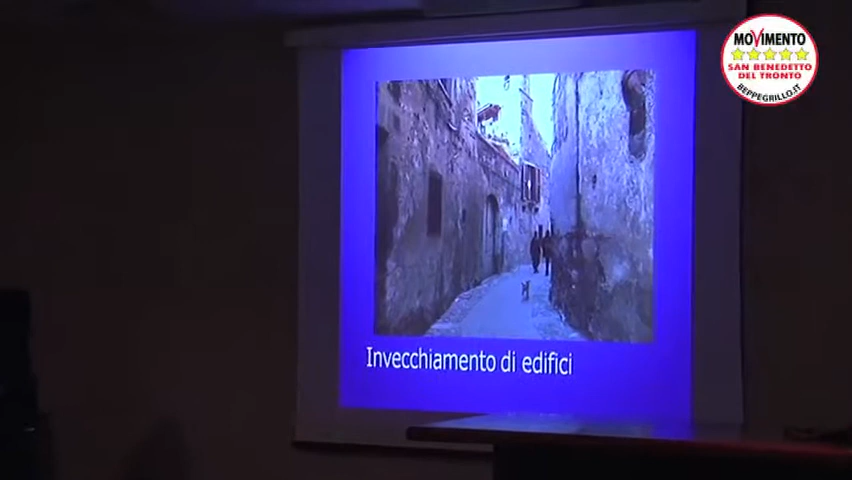 MOVIMENTO
SAN BENEDETTO
DEL TRONTO
BEPPEGRILLO.IT
Invecchiamento di edifici